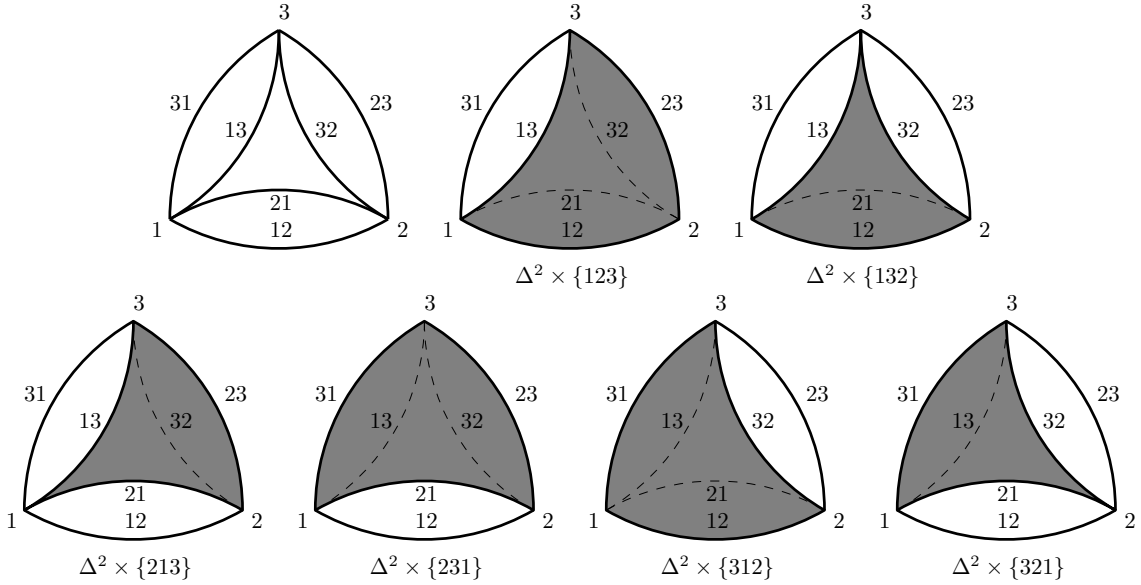 3 3 3
31 23 31 23 31 23
13 32 13 32 13 32
21 21 21
1 12 2 1 12 2 1 12 2
Δ² × {123} Δ² × {132}
3 3 3 3
31 23 31 23 31 23 31 23
13 32 13 32 13 32 13 32
21 21 21 21
1 12 2 1 12 2 1 12 2 1 12 2
Δ² × {213} Δ² × {231} Δ² × {312} Δ² × {321}